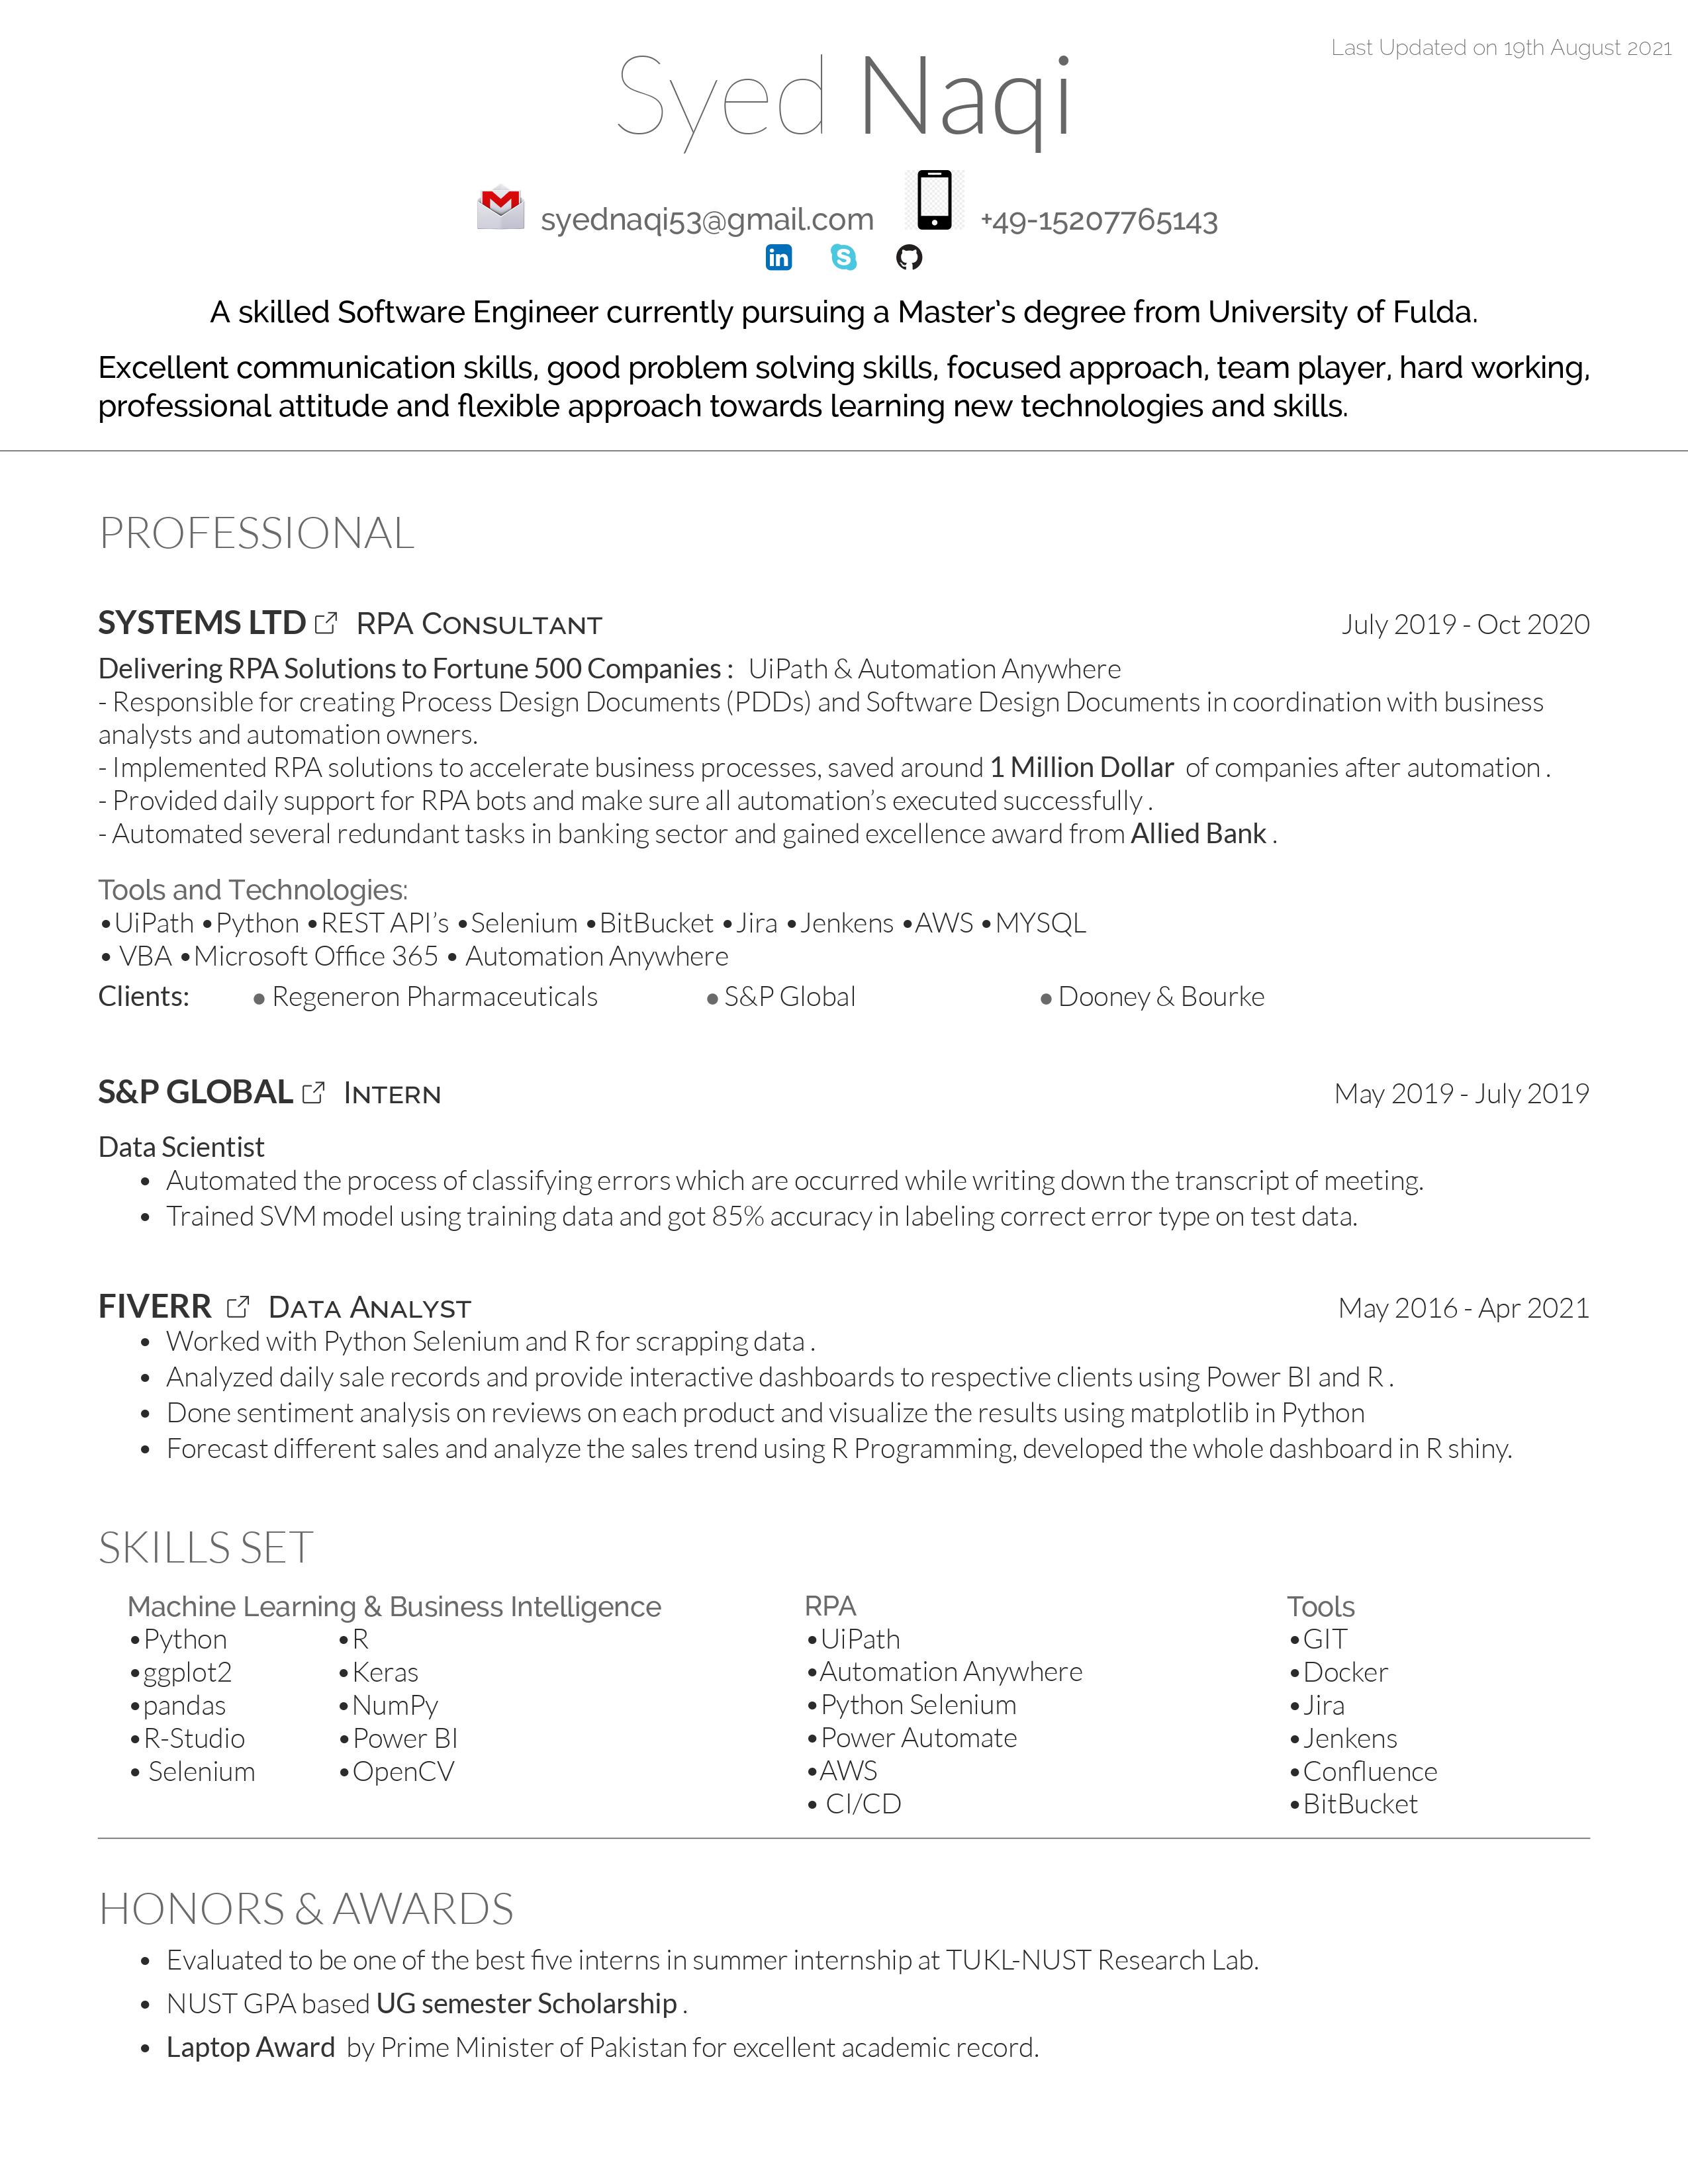 Last Updated on 19th August 2021
Syed Naqi
syednaqi53@gmail.com +49-15207765143
A skilled Software Engineer currently pursuing a Master's degree from University of Fulda.
Excellent communication skills, good problem solving skills, focused approach, team player, hard working,
professional attitude and flexible approach towards learning new technologies and skills.
PROFESSIONAL
SYSTEMS LTD RPA CONSULTANT July 2019 - Oct 2020
Delivering RPA Solutions to Fortune 500 Companies : UiPath & Automation Anywhere
- Responsible for creating Process Design Documents (PDDs) and Software Design Documents in coordination with business
analysts and automation owners.
- Implemented RPA solutions to accelerate business processes, saved around 1 Million Dollar of companies after automation .
- Provided daily support for RPA bots and make sure all automation's executed successfully .
- Automated several redundant tasks in banking sector and gained excellence award from Allied Bank .
Tools and Technologies:
•UiPath •Python •REST API's •Selenium •BitBucket •Jira •Jenkens •AWS •MYSQL
• VBA •Microsoft Office 365 • Automation Anywhere
Clients: • Regeneron Pharmaceuticals • S&P Global • Dooney & Bourke
S&P GLOBAL INTERN May 2019 - July 2019
Data Scientist
• Automated the process of classifying errors which are occurred while writing down the transcript of meeting.
• Trained SVM model using training data and got 85% accuracy in labeling correct error type on test data.
FIVERR DATA ANALYST May 2016 - Apr 2021
• Worked with Python Selenium and R for scrapping data .
• Analyzed daily sale records and provide interactive dashboards to respective clients using Power BI and R .
• Done sentiment analysis on reviews on each product and visualize the results using matplotlib in Python
• Forecast different sales and analyze the sales trend using R Programming, developed the whole dashboard in R shiny.
SKILLS SET
Machine Learning & Business Intelligence RPA Tools
•Python •R •UiPath •GIT
•ggplot2 •Keras •Automation Anywhere •Docker
•pandas •NumPy •Python Selenium •Jira
•R-Studio •Power BI •Power Automate •Jenkens
• Selenium •OpenCV •AWS •Confluence
• CI/CD •BitBucket
HONORS & AWARDS
• Evaluated to be one of the best five interns in summer internship at TUKL-NUST Research Lab.
• NUST GPA based UG semester Scholarship .
• Laptop Award by Prime Minister of Pakistan for excellent academic record.